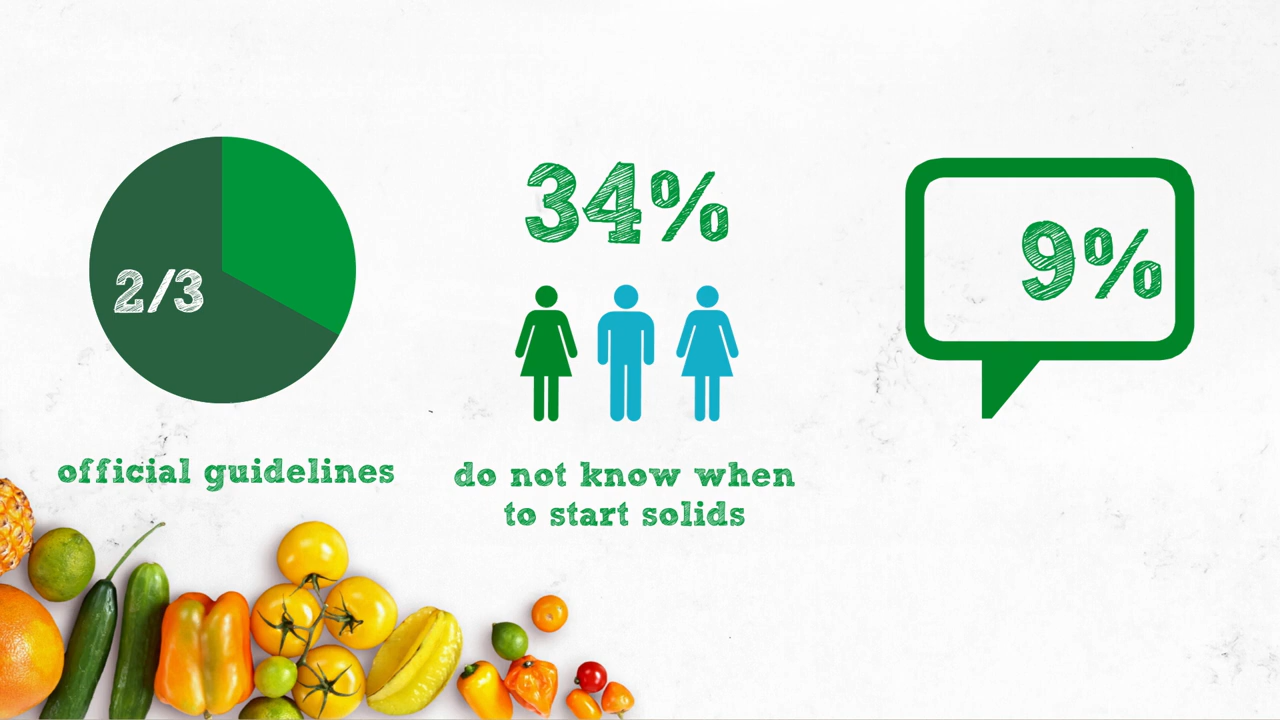 2/3
official guidelines
34%
do not know when
to start solids
9%